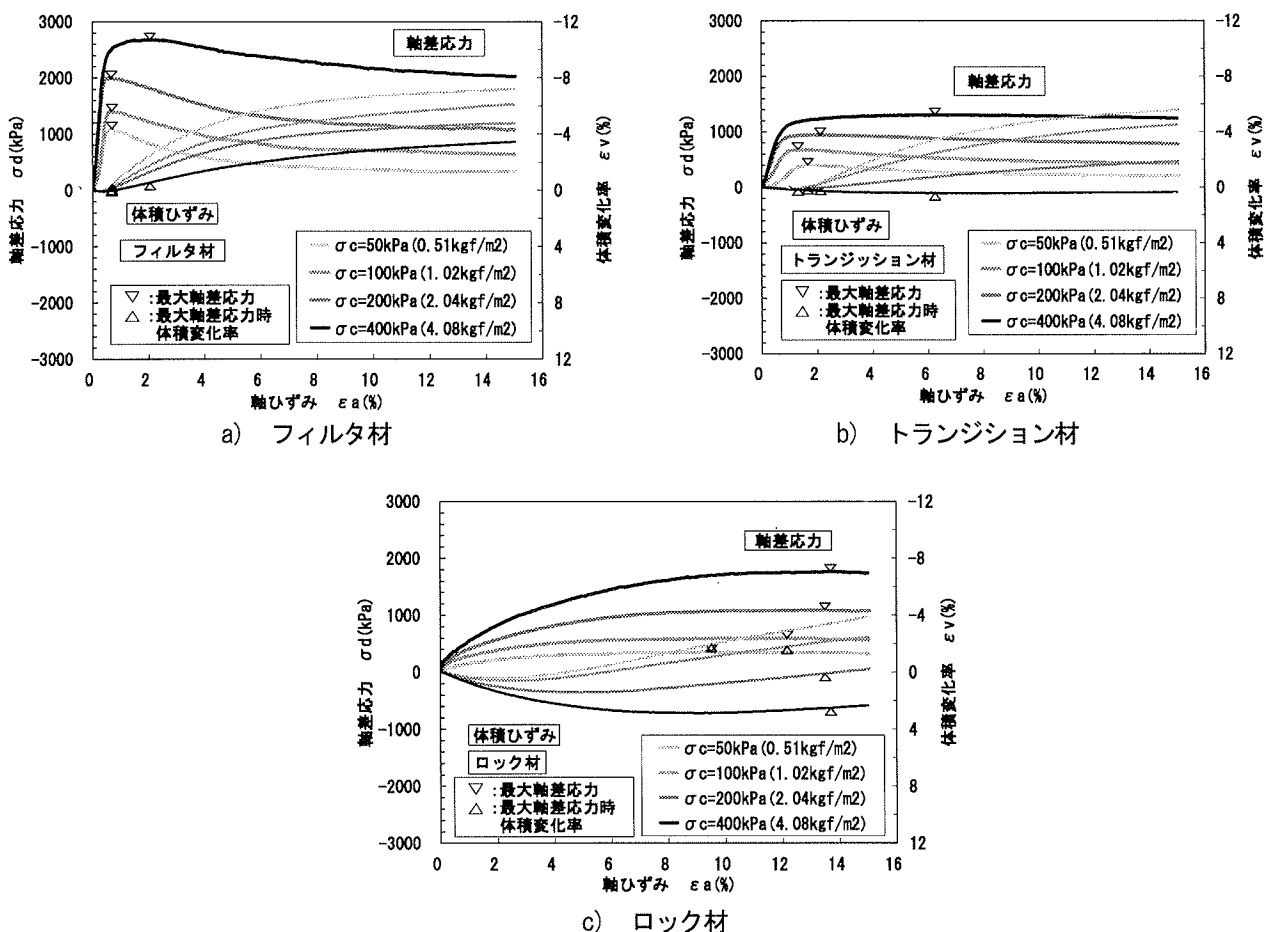 3000
2000
1000
0
-1000
-2000
-3000
軸差応力 σd(kPa)
-12
-8
-4
0
4
8
12
体積変化率 εv(%)
軸差応力
体積ひずみ
フィルタ材
▽ :最大軸差応力
△ :最大軸差応力時
体積変化率
σc=50kPa(0.51kgf/m2)
σc=100kPa(1.02kgf/m2)
σc=200kPa(2.04kgf/m2)
σc=400kPa(4.08kgf/m2)
0 2 4 6 8 10 12 14 16
軸ひずみ εa(%)
a) フィルタ材
3000
2000
1000
0
-1000
-2000
-3000
軸差応力 σd(kPa)
-12
-8
-4
0
4
8
12
体積変化率 εv(%)
軸差応力
体積ひずみ
トランジッション材
▽ :最大軸差応力
△ :最大軸差応力時
体積変化率
σc=50kPa(0.51kgf/m2)
σc=100kPa(1.02kgf/m2)
σc=200kPa(2.04kgf/m2)
σc=400kPa(4.08kgf/m2)
0 2 4 6 8 10 12 14 16
軸ひずみ εa(%)
b) トランジション材
3000
2000
1000
0
-1000
-2000
-3000
軸差応力 σd(kPa)
-12
-8
-4
0
4
8
12
体積変化率 εv(%)
軸差応力
体積ひずみ
ロック材
▽ :最大軸差応力
△ :最大軸差応力時
体積変化率
σc=50kPa(0.51kgf/m2)
σc=100kPa(1.02kgf/m2)
σc=200kPa(2.04kgf/m2)
σc=400kPa(4.08kgf/m2)
0 2 4 6 8 10 12 14 16
軸ひずみ εa(%)
c) ロック材